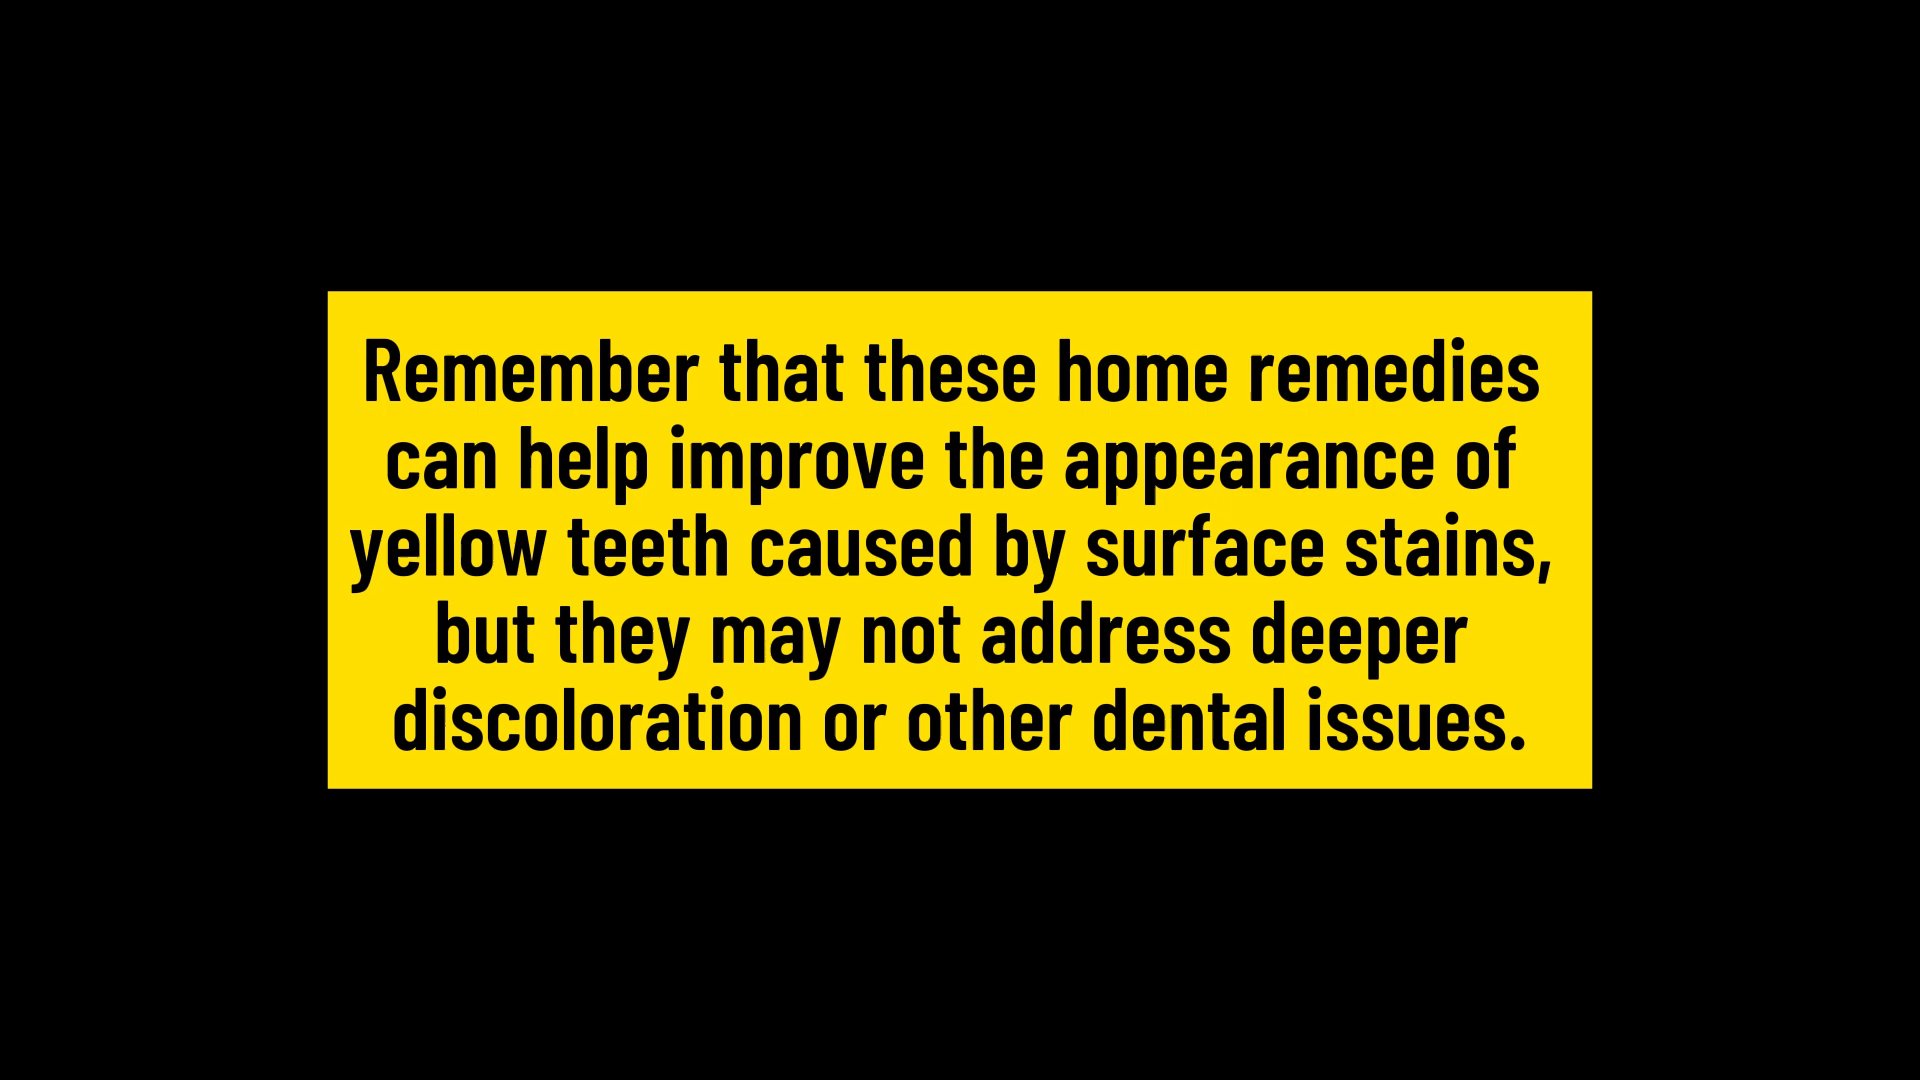 Remember that these home remedies
can help improve the appearance of
yellow teeth caused by surface stains,
but they may not address deeper
discoloration or other dental issues.